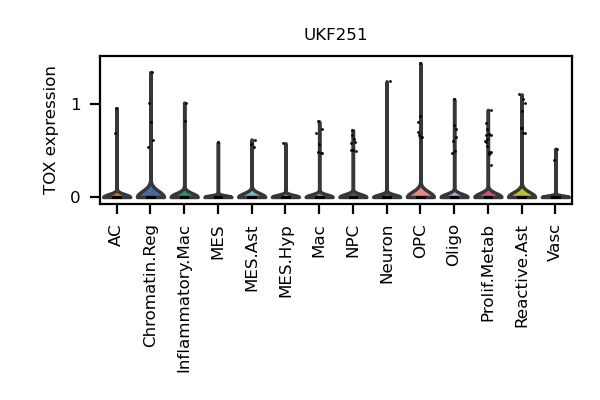 UKF251
TOX expression
1
0
AC
Chromatin.Reg
Inflammatory.Mac
MES
MES.Ast
MES.Hyp
Mac
NPC
Neuron
OPC
Oligo
Prolif.Metab
Reactive.Ast
Vasc